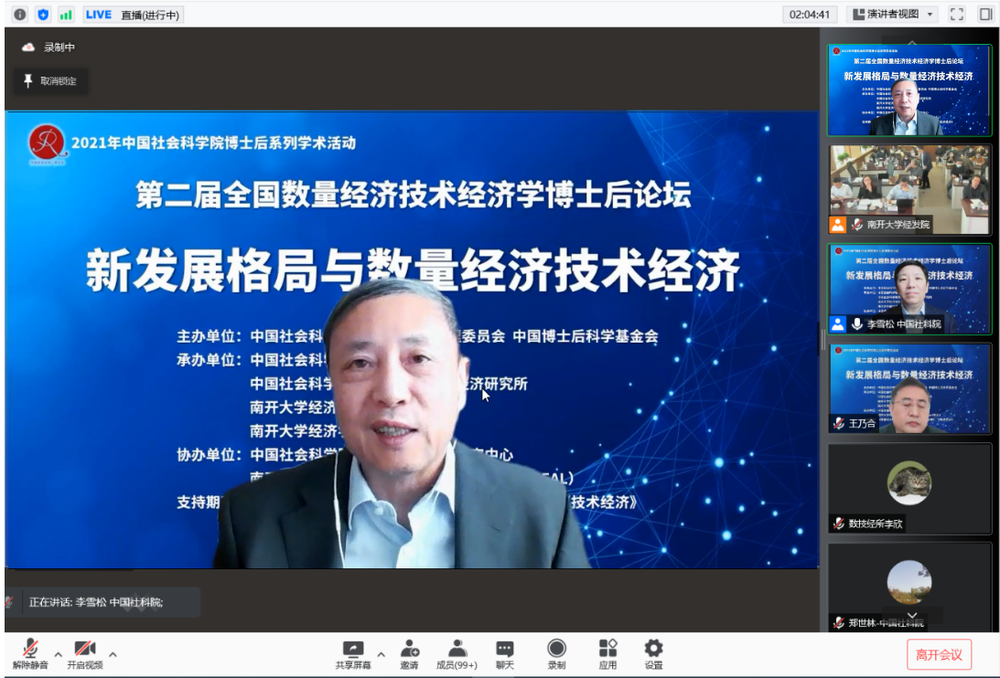 LIVE 直播(进行中)
02:04:41
演讲者视图
录制中
取消锁定
2021年中国社会科学院博士后系列学术活动
第二届全国数量经济技术经济学博士后论坛
新发展格局与数量经济技术经济
主办单位：中国社会科 委员会 中国博士后科学基金会
承办单位：中国社会科
中国社会科学 经济研究所
南开大学经济
南开大学经济
协办单位：中国社会科学 中心
支持期 技术经济》
正在讲话: 李雪松 中国社科院;
第二届全国数量经济技术经济学博士后论坛
新发展格局与数量经济技术经济
南开大学经发院
第二届全国数量经济技术经济学博士后论坛
新发展格局 济技术经济
李雪松 中国社科院
第二届全国数量经济技术经济学博士后论坛
新发展格局与数量经济技术经济
王乃合
数技经所李欣
郑世林-中国社科院
解除静音
开启视频
共享屏幕
邀请
成员(99+)
聊天
录制
应用
设置
离开会议